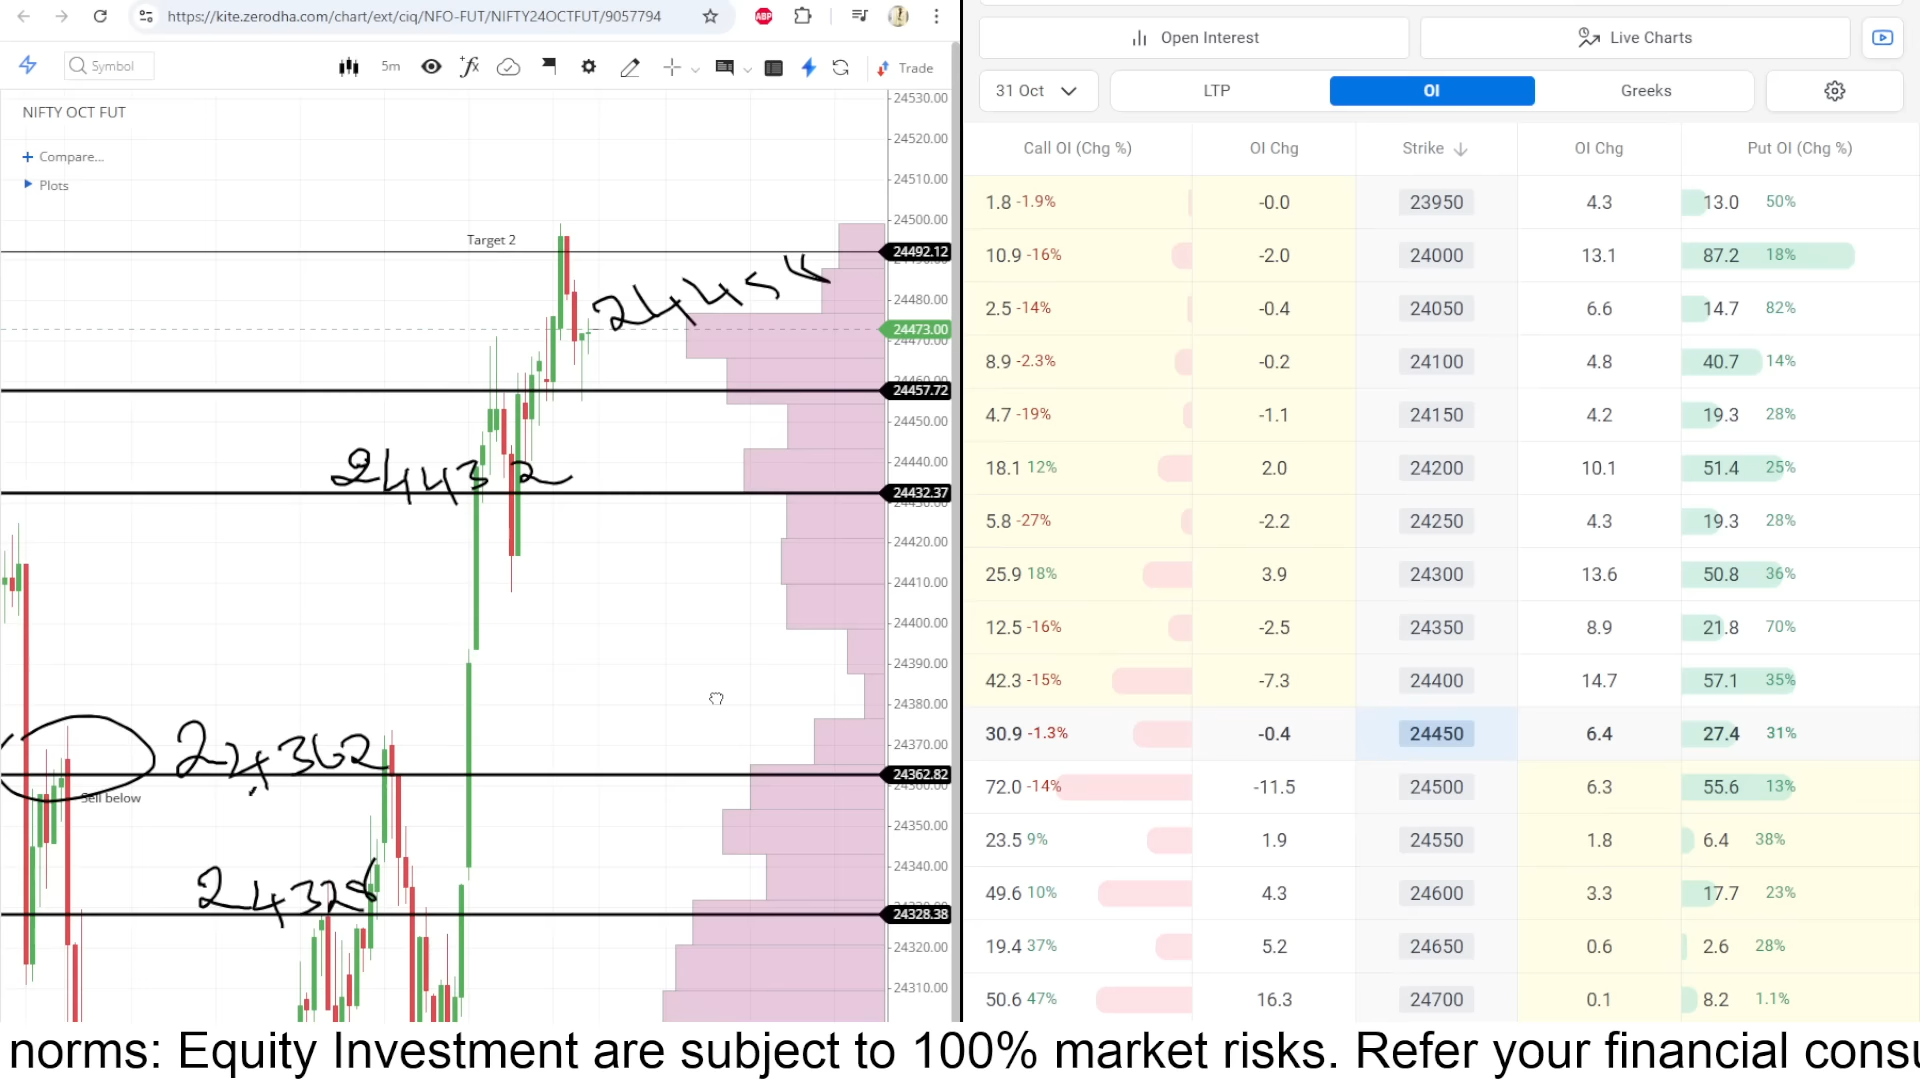 https://kite.zerodha.com/chart/ext/ciq/NFO-FUT/NIFTY24OCTFUT/9057794
ABP
Symbol
5m
Trade
NIFTY OCT FUT
Compare...
Plots
Target 2
Sell below
24432
24362
24328
24530.00
24520.00
24510.00
24500.00
24492.12
24480.00
24473.00
24470.00
24457.72
24450.00
24440.00
24432.37
24420.00
24410.00
24400.00
24390.00
24380.00
24370.00
24362.82
24350.00
24340.00
24328.38
24320.00
24310.00
Open Interest
Live Charts
31 Oct
LTP
OI
Greeks
Call OI (Chg %) OI Chg Strike OI Chg Put OI (Chg %)
1.8 -1.9% -0.0 23950 4.3 13.0 50%
10.9 -16% -2.0 24000 13.1 87.2 18%
2.5 -14% -0.4 24050 6.6 14.7 82%
8.9 -2.3% -0.2 24100 4.8 40.7 14%
4.7 -19% -1.1 24150 4.2 19.3 28%
18.1 12% 2.0 24200 10.1 51.4 25%
5.8 -27% -2.2 24250 4.3 19.3 28%
25.9 18% 3.9 24300 13.6 50.8 36%
12.5 -16% -2.5 24350 8.9 21.8 70%
42.3 -15% -7.3 24400 14.7 57.1 35%
30.9 -1.3% -0.4 24450 6.4 27.4 31%
72.0 -14% -11.5 24500 6.3 55.6 13%
23.5 9% 1.9 24550 1.8 6.4 38%
49.6 10% 4.3 24600 3.3 17.7 23%
19.4 37% 5.2 24650 0.6 2.6 28%
50.6 47% 16.3 24700 0.1 8.2 1.1%
norms: Equity Investment are subject to 100% market risks. Refer your financial consu